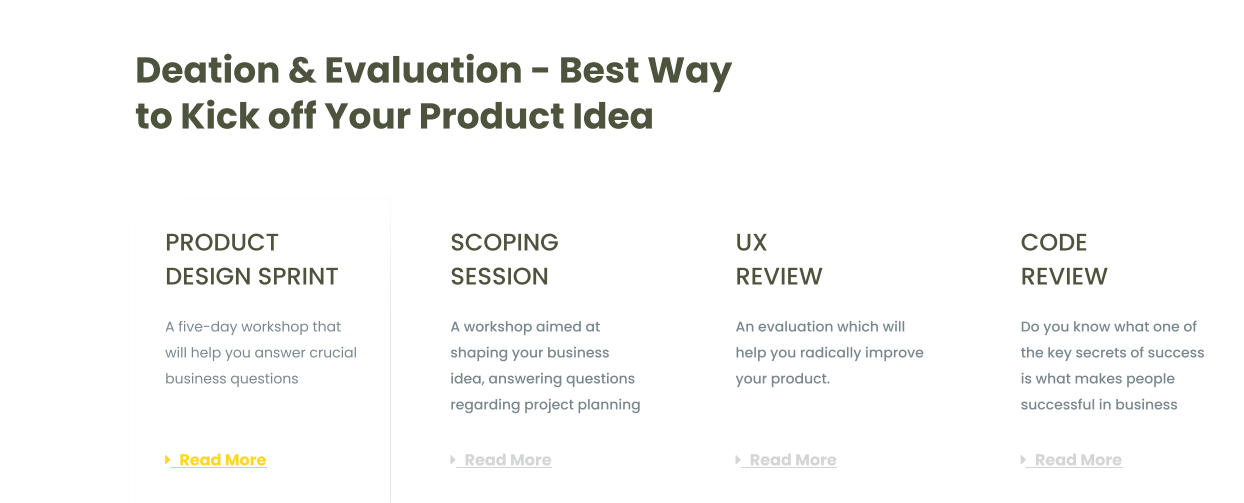 Deation & Evaluation - Best Way
to Kick off Your Product Idea
PRODUCT
DESIGN SPRINT
A five-day workshop that
will help you answer crucial
business questions
Read More
SCOPING
SESSION
A workshop aimed at
shaping your business
idea, answering questions
regarding project planning
Read More
UX
REVIEW
An evaluation which will
help you radically improve
your product.
Read More
CODE
REVIEW
Do you know what one of
the key secrets of success
is what makes people
successful in business
Read More